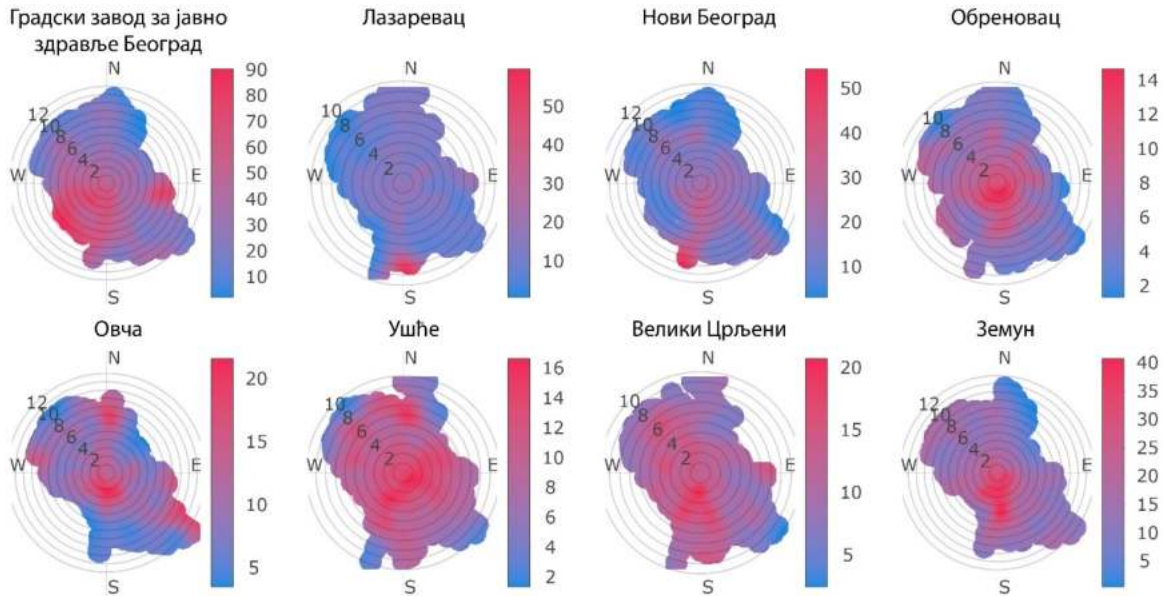 Градски завод за јавно
здравље Београд
N
12
10
8
6
4
2
W
E
S
90
80
70
60
50
40
30
20
10
Лазаревац
N
10
8
6
4
2
W
E
S
50
40
30
20
10
Нови Београд
N
10
8
6
4
2
W
E
S
50
40
30
20
10
Обреновац
N
10
8
6
4
2
W
E
S
14
12
10
8
6
4
2
Овча
N
12
10
8
6
4
2
W
E
S
20
15
10
5
Ушће
N
10
8
6
4
2
W
E
S
16
14
12
10
8
6
4
2
Велики Црљени
N
10
8
6
4
2
W
E
S
20
15
10
5
Земун
N
12
10
8
6
4
2
W
E
S
40
35
30
25
20
15
10
5